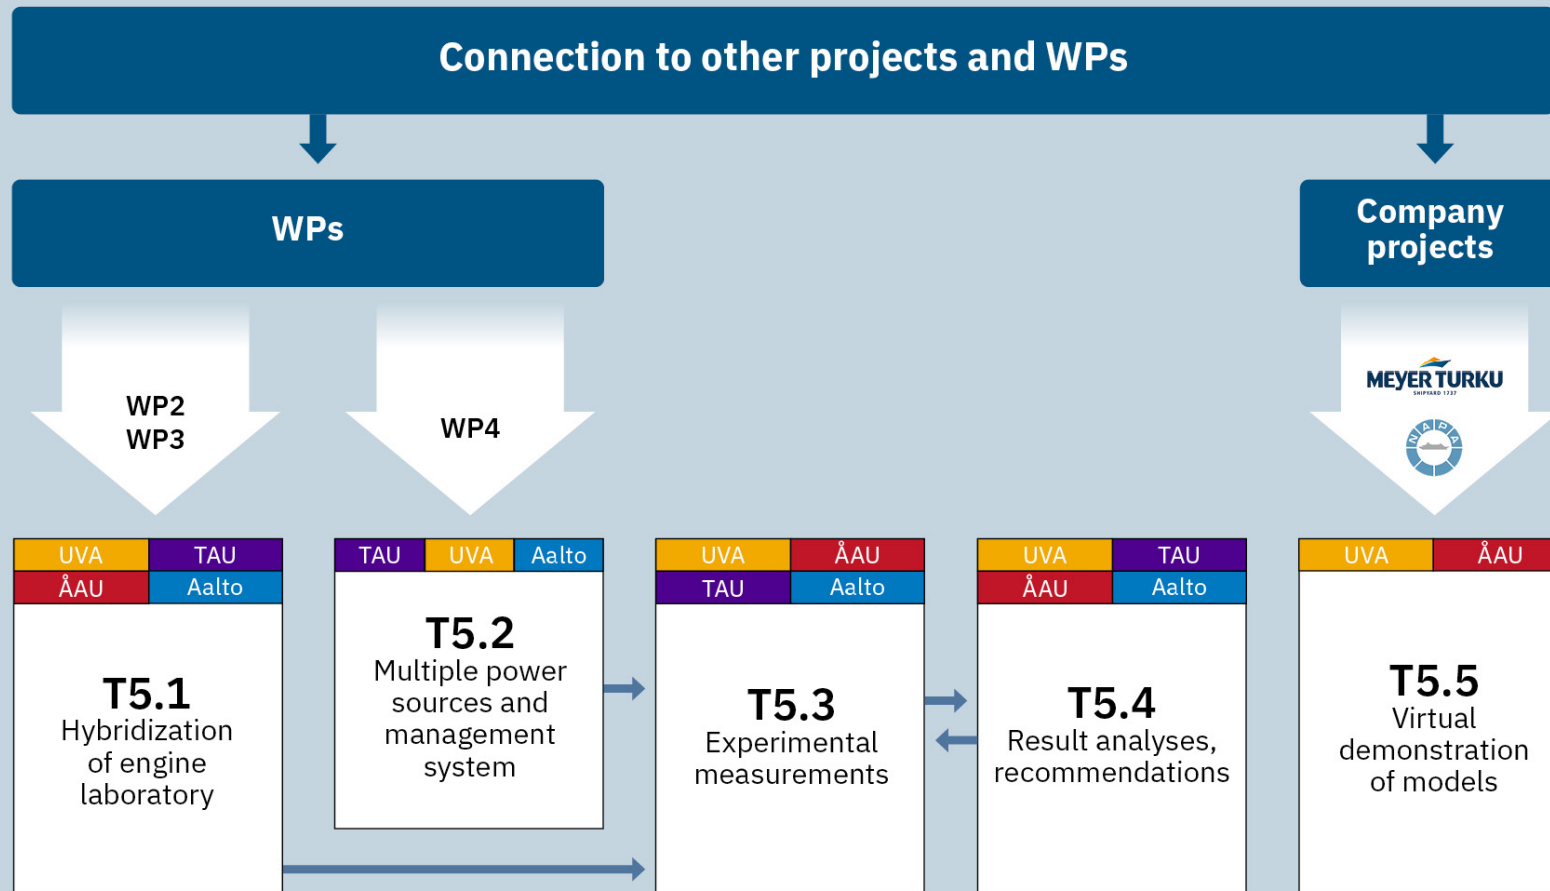 Connection to other projects and WPs
WPs
Company
projects
WP2
WP3
WP4
MEYER TURKU
SHIPYARD 1737
NAPA
UVA TAU
ÅAU Aalto
T5.1
Hybridization
of engine
laboratory
TAU UVA Aalto
T5.2
Multiple power
sources and
management
system
UVA ÅAU
TAU Aalto
T5.3
Experimental
measurements
UVA TAU
ÅAU Aalto
T5.4
Result analyses,
recommendations
UVA ÅAU
T5.5
Virtual
demonstration
of models